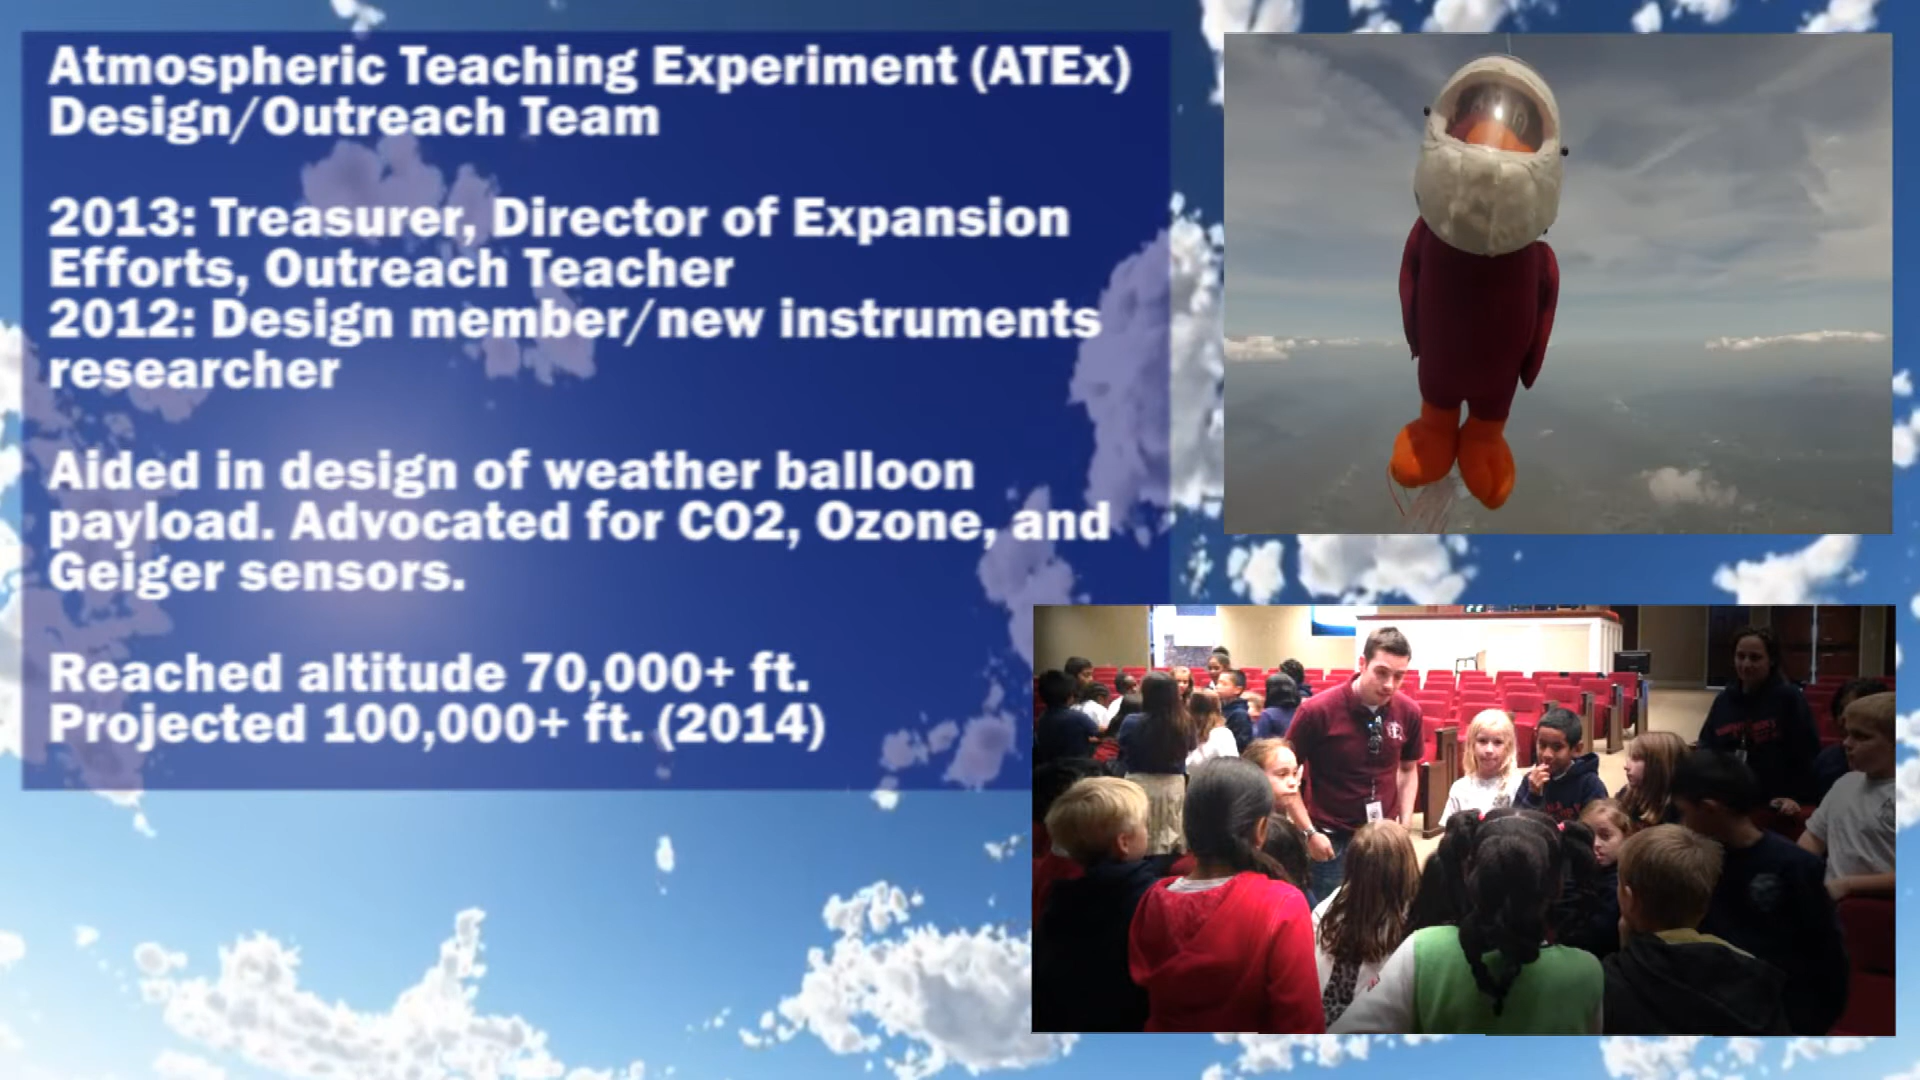 Atmospheric Teaching Experiment (ATEx)
Design/Outreach Team
2013: Treasurer, Director of Expansion
Efforts, Outreach Teacher
2012: Design member/new instruments
researcher
Aided in design of weather balloon
payload. Advocated for CO2, Ozone, and
Geiger sensors.
Reached altitude 70,000+ ft.
Projected 100,000+ ft. (2014)